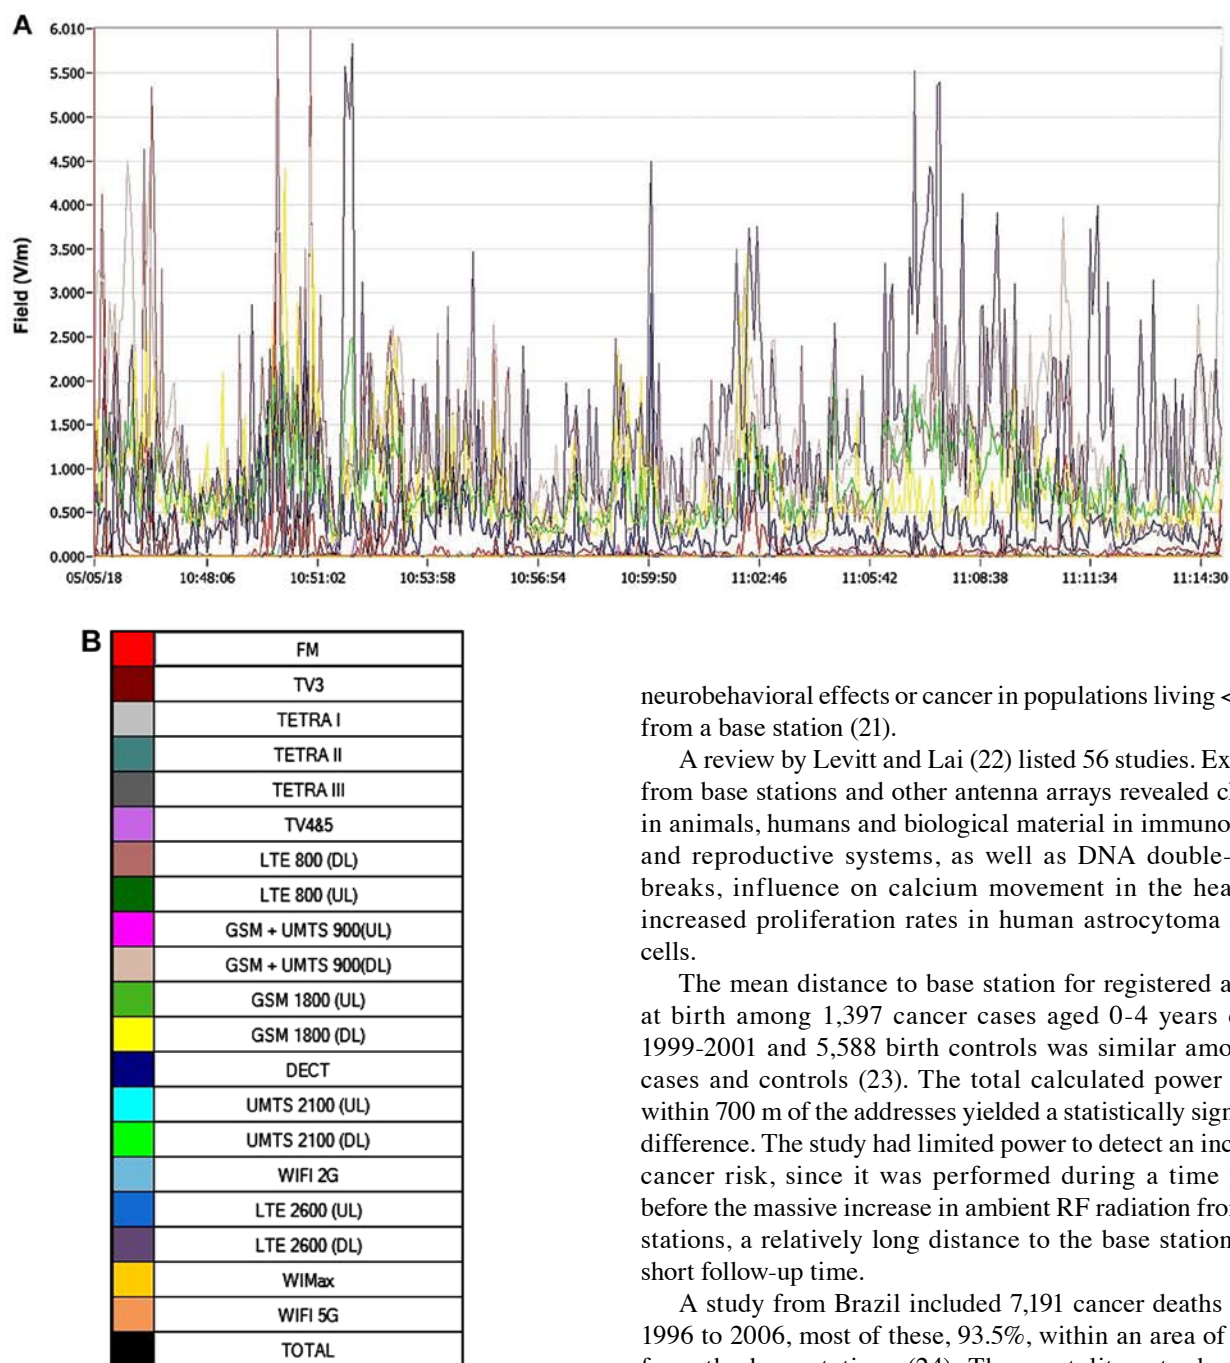 A
6.010
5.500
5.000
4.500
4.000
3.500
3.000
2.500
2.000
1.500
1.000
0.500
0.000
Field (V/m)
05/05/18 10:48:06 10:51:02 10:53:58 10:56:54 10:59:50 11:02:46 11:05:42 11:08:38 11:11:34 11:14:30
B
FM
TV3
TETRA I
TETRA II
TETRA III
TV4&5
LTE 800 (DL)
LTE 800 (UL)
GSM + UMTS 900(UL)
GSM + UMTS 900(DL)
GSM 1800 (UL)
GSM 1800 (DL)
DECT
UMTS 2100 (UL)
UMTS 2100 (DL)
WIFI 2G
LTE 2600 (UL)
LTE 2600 (DL)
WIMax
WIFI 5G
TOTAL
neurobehavioral effects or cancer in populations living <
from a base station (21).
A review by Levitt and Lai (22) listed 56 studies. Ex
from base stations and other antenna arrays revealed c
in animals, humans and biological material in immuno
and reproductive systems, as well as DNA double-
breaks, influence on calcium movement in the hea
increased proliferation rates in human astrocytoma
cells.
The mean distance to base station for registered a
at birth among 1,397 cancer cases aged 0-4 years
1999-2001 and 5,588 birth controls was similar amo
cases and controls (23). The total calculated power
within 700 m of the addresses yielded a statistically sign
difference. The study had limited power to detect an inc
cancer risk, since it was performed during a time
before the massive increase in ambient RF radiation fro
stations, a relatively long distance to the base station
short follow-up time.
A study from Brazil included 7,191 cancer deaths
1996 to 2006, most of these, 93.5%, within an area of